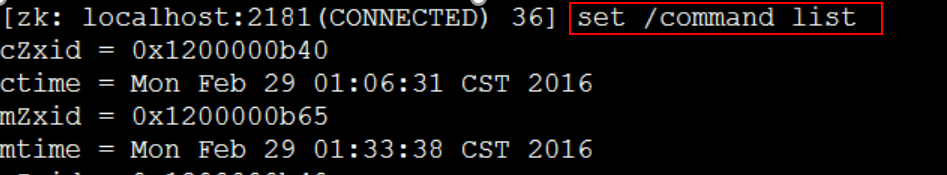 [zk: localhost:2181(CONNECTED) 36] set /command list
cZxid = 0x1200000b40
ctime = Mon Feb 29 01:06:31 CST 2016
mZxid = 0x1200000b65
mtime = Mon Feb 29 01:33:38 CST 2016